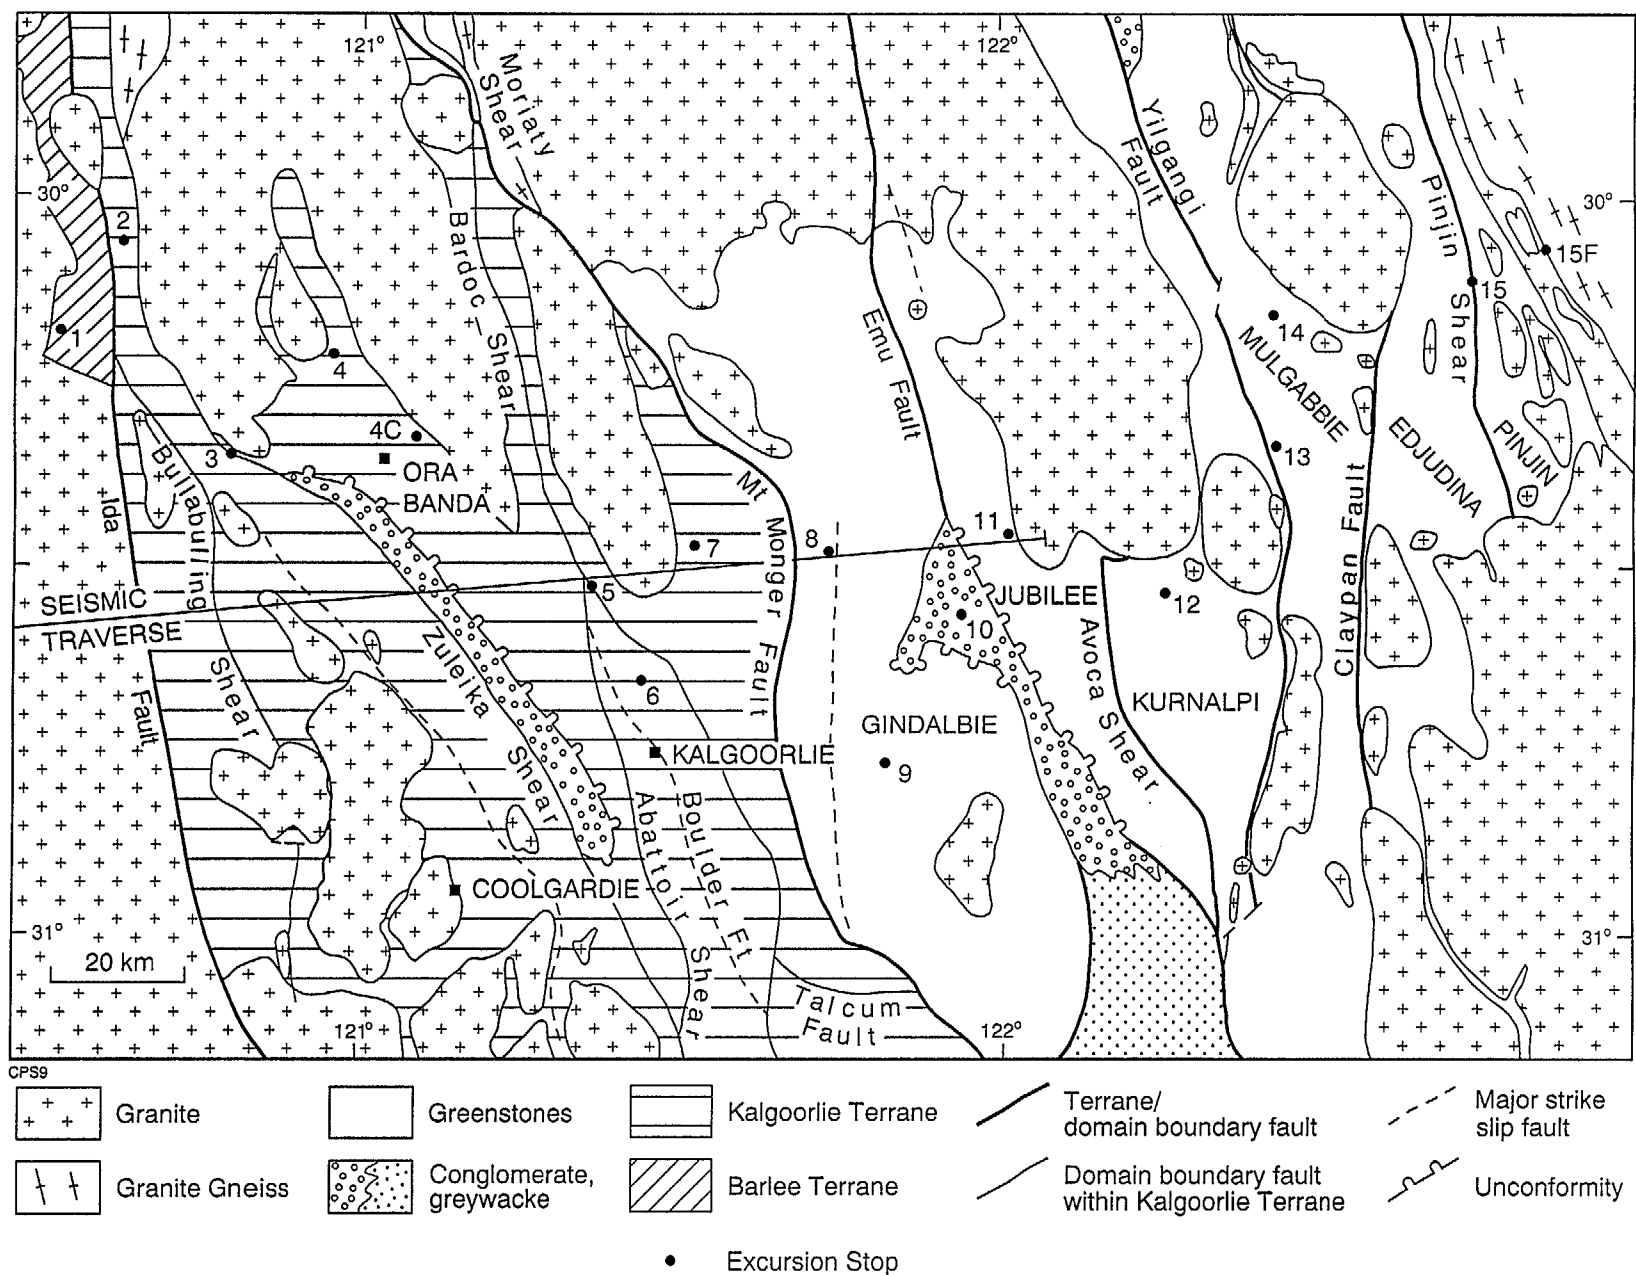 121°
122°
Moriaty
Shear
Yilgangi
Fault
30°
30°
Pinjin
Shear
2
15F
15
Bardoc Shear
1
4
Emu Fault
14
MULGABBIE
4C
3
ORA
BANDA
13
EDJUDINA
PINJIN
Bullabulling
Shear
Mt
Monger
Fault
Ida
Fault
11
8
7
Claypan Fault
SEISMIC
TRAVERSE
5
JUBILEE
12
10
Zuleika
Shear
Avoca Shear
6
KURNALPI
GINDALBIE
KALGOORLIE
9
Abattoir
Shear
Boulder Ft
COOLGARDIE
31°
31°
20 km
Talcum
Fault
121°
122°
CPS9
Granite
Greenstones
Kalgoorlie Terrane
Terrane/
domain boundary fault
Major strike
slip fault
Granite Gneiss
Conglomerate,
greywacke
Barlee Terrane
Domain boundary fault
within Kalgoorlie Terrane
Unconformity
Excursion Stop